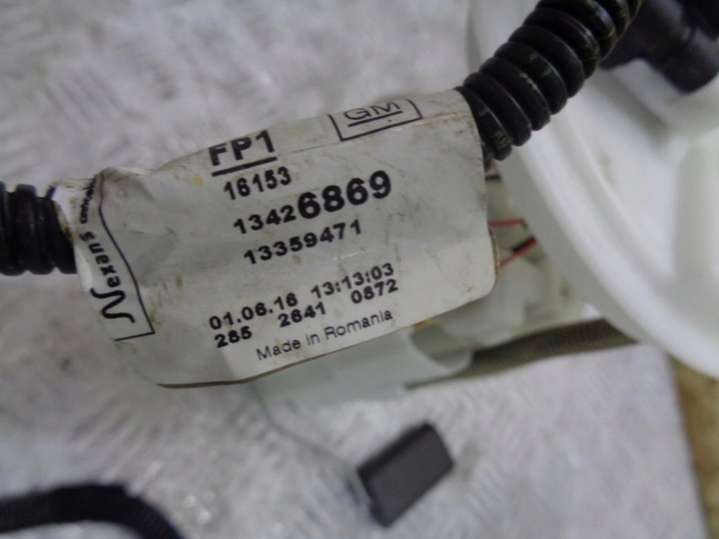 GM
FP1
16153
13426869
13359471
01.06.16 13:13:03
285 2641 0872
Made in Romania
Nexans